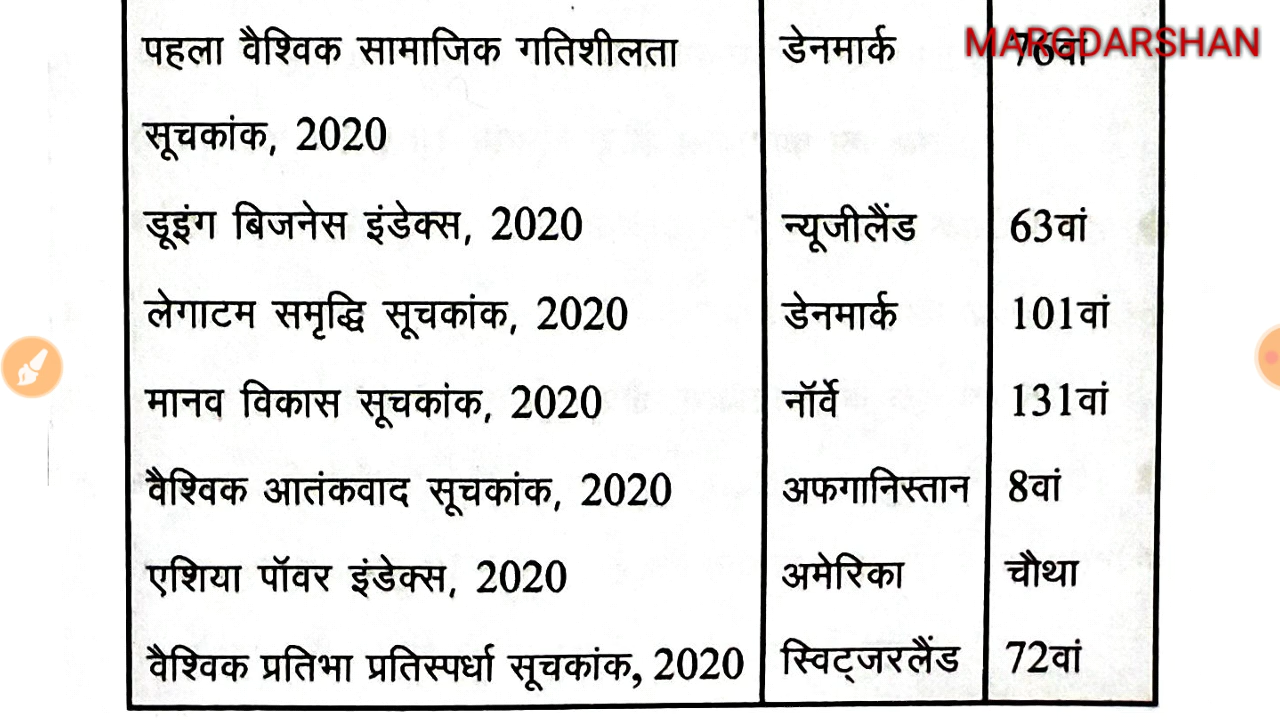 पहला वैश्विक सामाजिक गतिशीलता डेनमार्क 76वां
MARGDARSHAN
सूचकांक, 2020
डूइंग बिजनेस इंडेक्स, 2020 न्यूजीलैंड 63वां
लेगाटम समृद्धि सूचकांक, 2020 डेनमार्क 101वां
मानव विकास सूचकांक, 2020 नॉर्वे 131वां
वैश्विक आतंकवाद सूचकांक, 2020 अफगानिस्तान 8वां
एशिया पॉवर इंडेक्स, 2020 अमेरिका चौथा
वैश्विक प्रतिभा प्रतिस्पर्धा सूचकांक, 2020 स्विट्जरलैंड 72वां